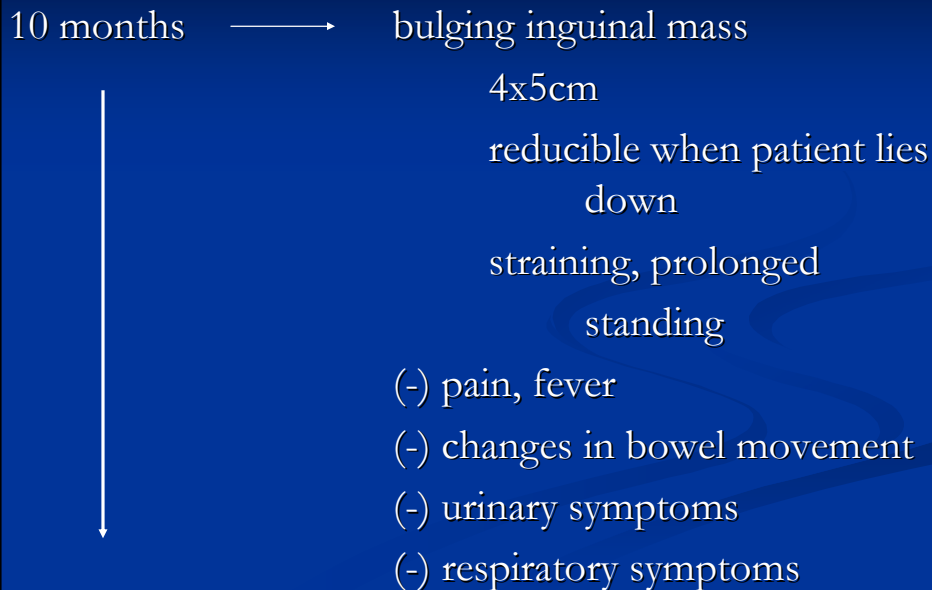 10 months bulging inguinal mass
4x5cm
reducible when patient lies
down
straining, prolonged
standing
(-) pain, fever
(-) changes in bowel movement
(-) urinary symptoms
(-) respiratory symptoms